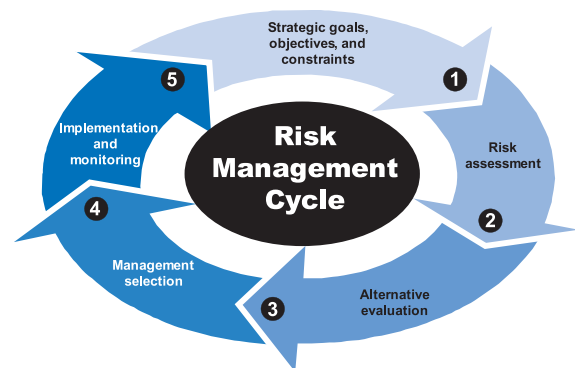 Strategic goals,
objectives, and
constraints
1
Risk
assessment
2
Alternative
evaluation
3
Management
selection
4
Implementation
and
monitoring
5
Risk
Management
Cycle